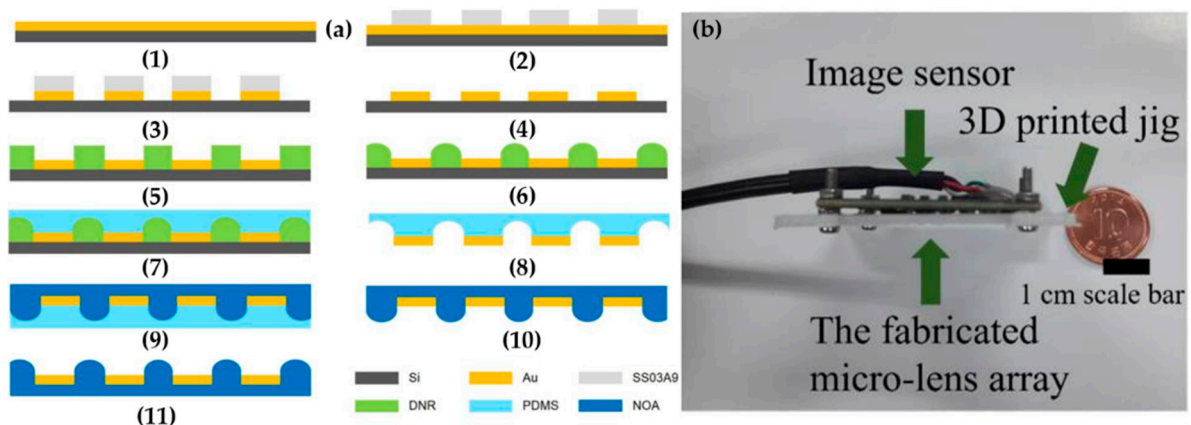 (a)
(1)
(2)
(3)
(4)
(5)
(6)
(7)
(8)
(9)
(10)
(11)
Si
Au
SS03A9
DNR
PDMS
NOA
(b)
Image sensor
3D printed jig
10
1 cm scale bar
The fabricated
micro-lens array